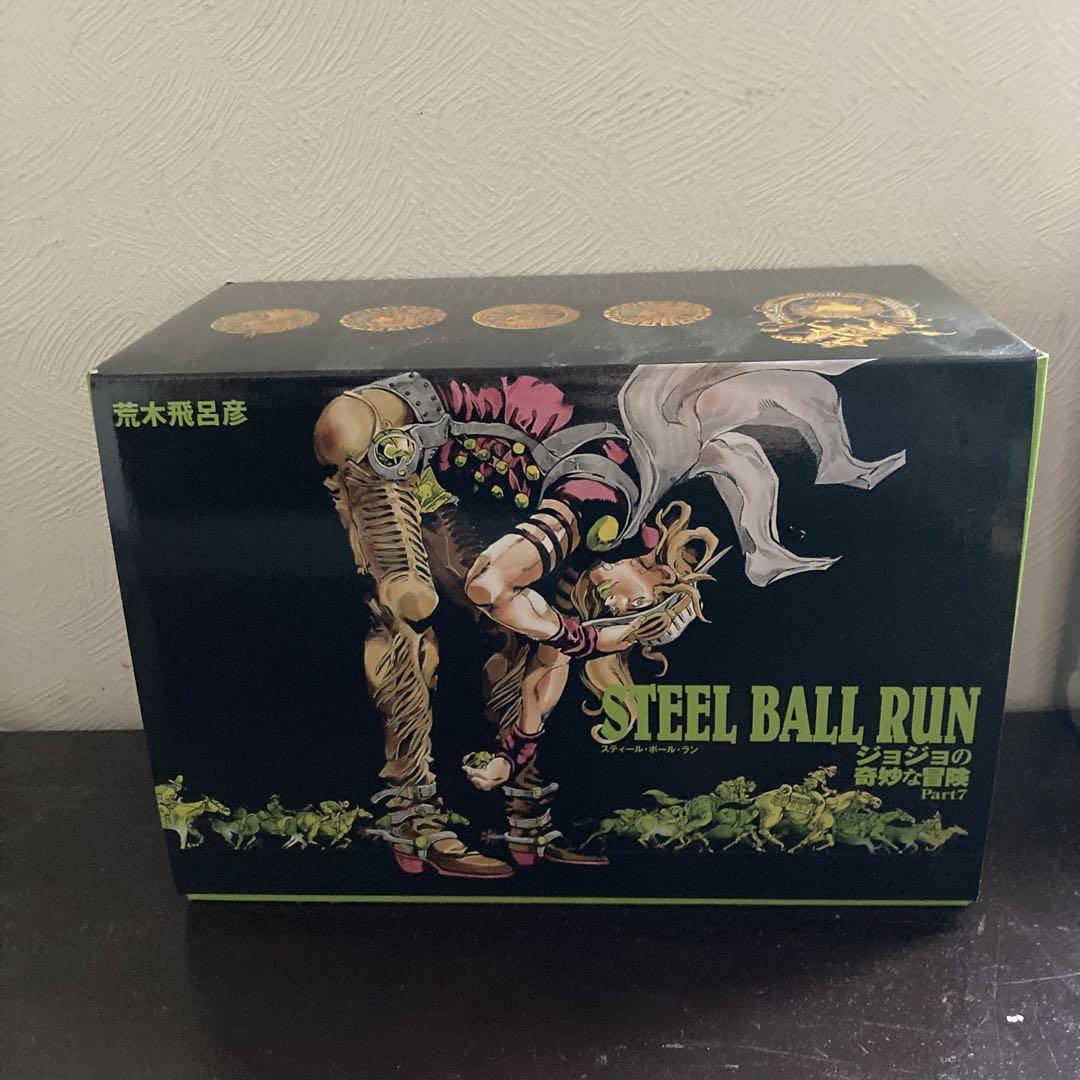 荒木飛呂彦
STEEL BALL RUN
スティール・ボール・ラン
ジョジョの
奇妙な冒険
Part7